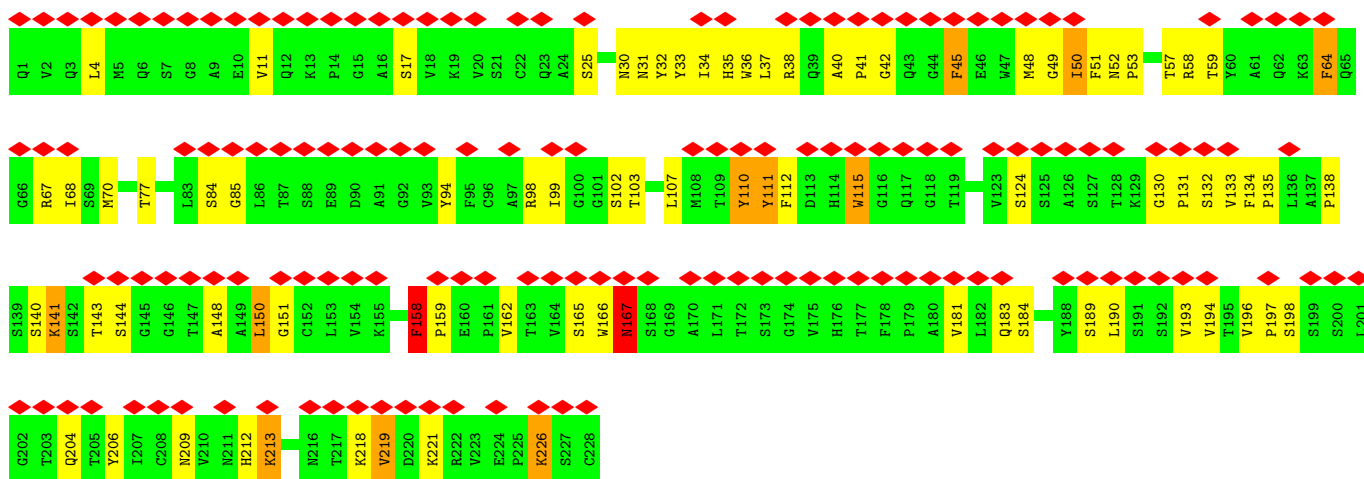 Q1 V2 Q3 L4 M5 Q6 S7 G8 A9 E10 V11 Q12 K13 P14 G15 A16 S17 V18 K19 V20 S21 C22 Q23 A24 S25 N30 N31 Y32 Y33 I34 H35 W36 L37 R38 Q39 A40 P41 G42 Q43 G44 F45 E46 W47 M48 G49 I50 F51 N52 P53 T57 R58 T59 Y60 A61 Q62 K63 F64 Q65
G66 R67 I68 S69 M70 T77 L83 S84 G85 L86 T87 S88 E89 D90 A91 G92 V93 Y94 F95 C96 A97 R98 I99 G100 G101 S102 T103 L107 M108 T109 Y110 Y111 F112 D113 H114 W115 G116 Q117 G118 T119 V123 S124 S125 A126 S127 T128 K129 G130 P131 S132 V133 F134 P135 L136 A137 P138
S139 S140 K141 S142 T143 S144 G145 G146 T147 A148 A149 L150 G151 C152 L153 V154 K155 F158 P159 E160 P161 V162 T163 V164 S165 W166 N167 S168 G169 A170 L171 T172 S173 G174 V175 H176 T177 F178 P179 A180 V181 L182 Q183 S184 Y188 S189 L190 S191 S192 V193 V194 T195 V196 P197 S198 S199 S200 L201
G202 T203 Q204 T205 Y206 I207 C208 N209 V210 N211 H212 K213 N216 T217 K218 V219 D220 K221 R222 V223 E224 P225 K226 S227 C228